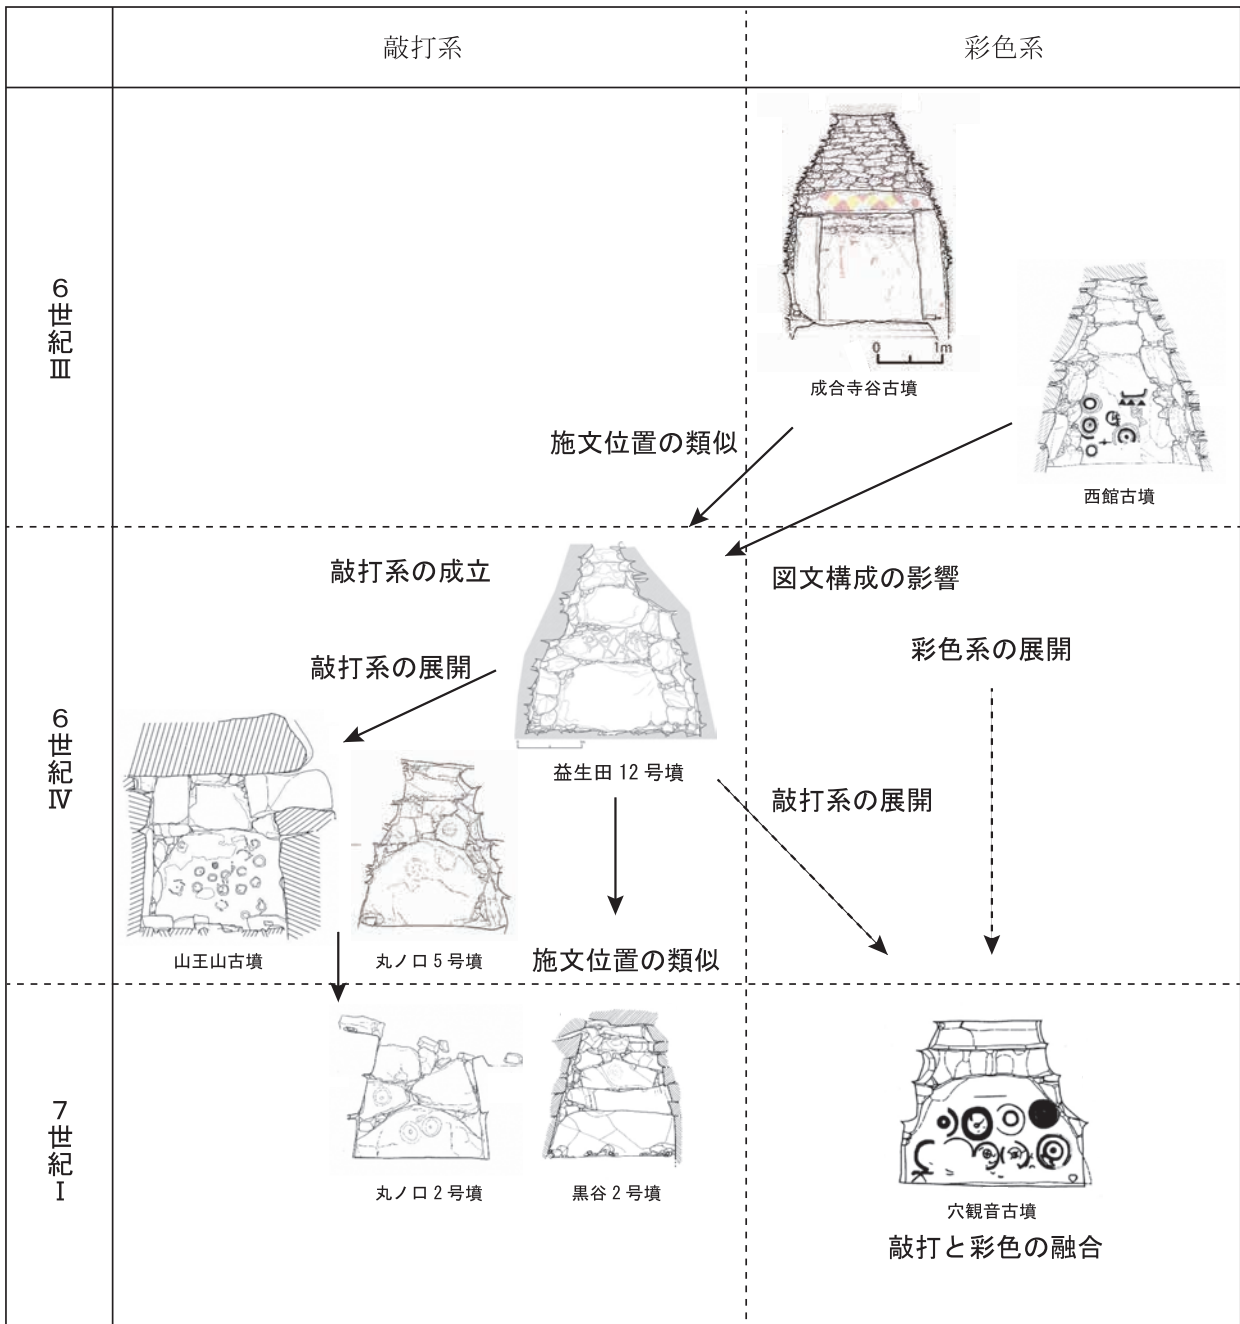 敲打系
彩色系
6世紀Ⅲ
0 1m
成合寺谷古墳
西館古墳
施文位置の類似
6世紀Ⅳ
敲打系の成立
図文構成の影響
敲打系の展開
彩色系の展開
益生田 12 号墳
敲打系の展開
山王山古墳
丸ノ口 5 号墳
施文位置の類似
7世紀Ⅰ
丸ノ口 2 号墳
黒谷 2 号墳
穴観音古墳
敲打と彩色の融合